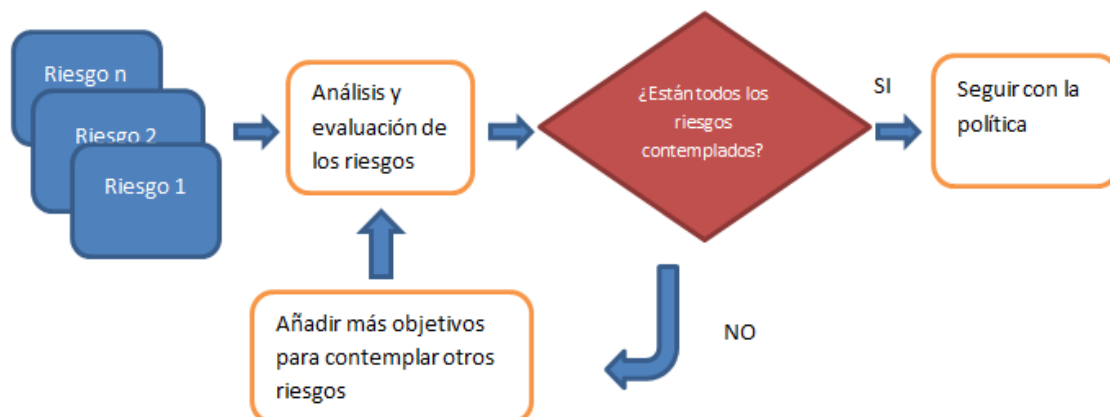 Riesgo n
Riesgo 2
Riesgo 1
Análisis y
evaluación de
los riesgos
¿Están todos los
riesgos
contemplados?
SI
Seguir con la
política
NO
Añadir más objetivos
para contemplar otros
riesgos